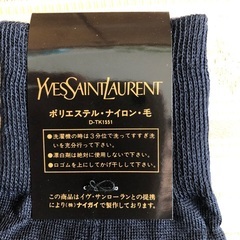 YVESSAINTLAURENT
ポリエステル・ナイロン・毛
D-TK1551
●洗濯機の時は3分位で洗ってすすぎ洗
いを充分行って下さい。
●漂白剤は絶対に使用しないで下さい。
●口ゴムを上にしてかげ干しして下さい。
この商品はイヴ・サンローランとの提携
により(株)ナイガイで製作しております。